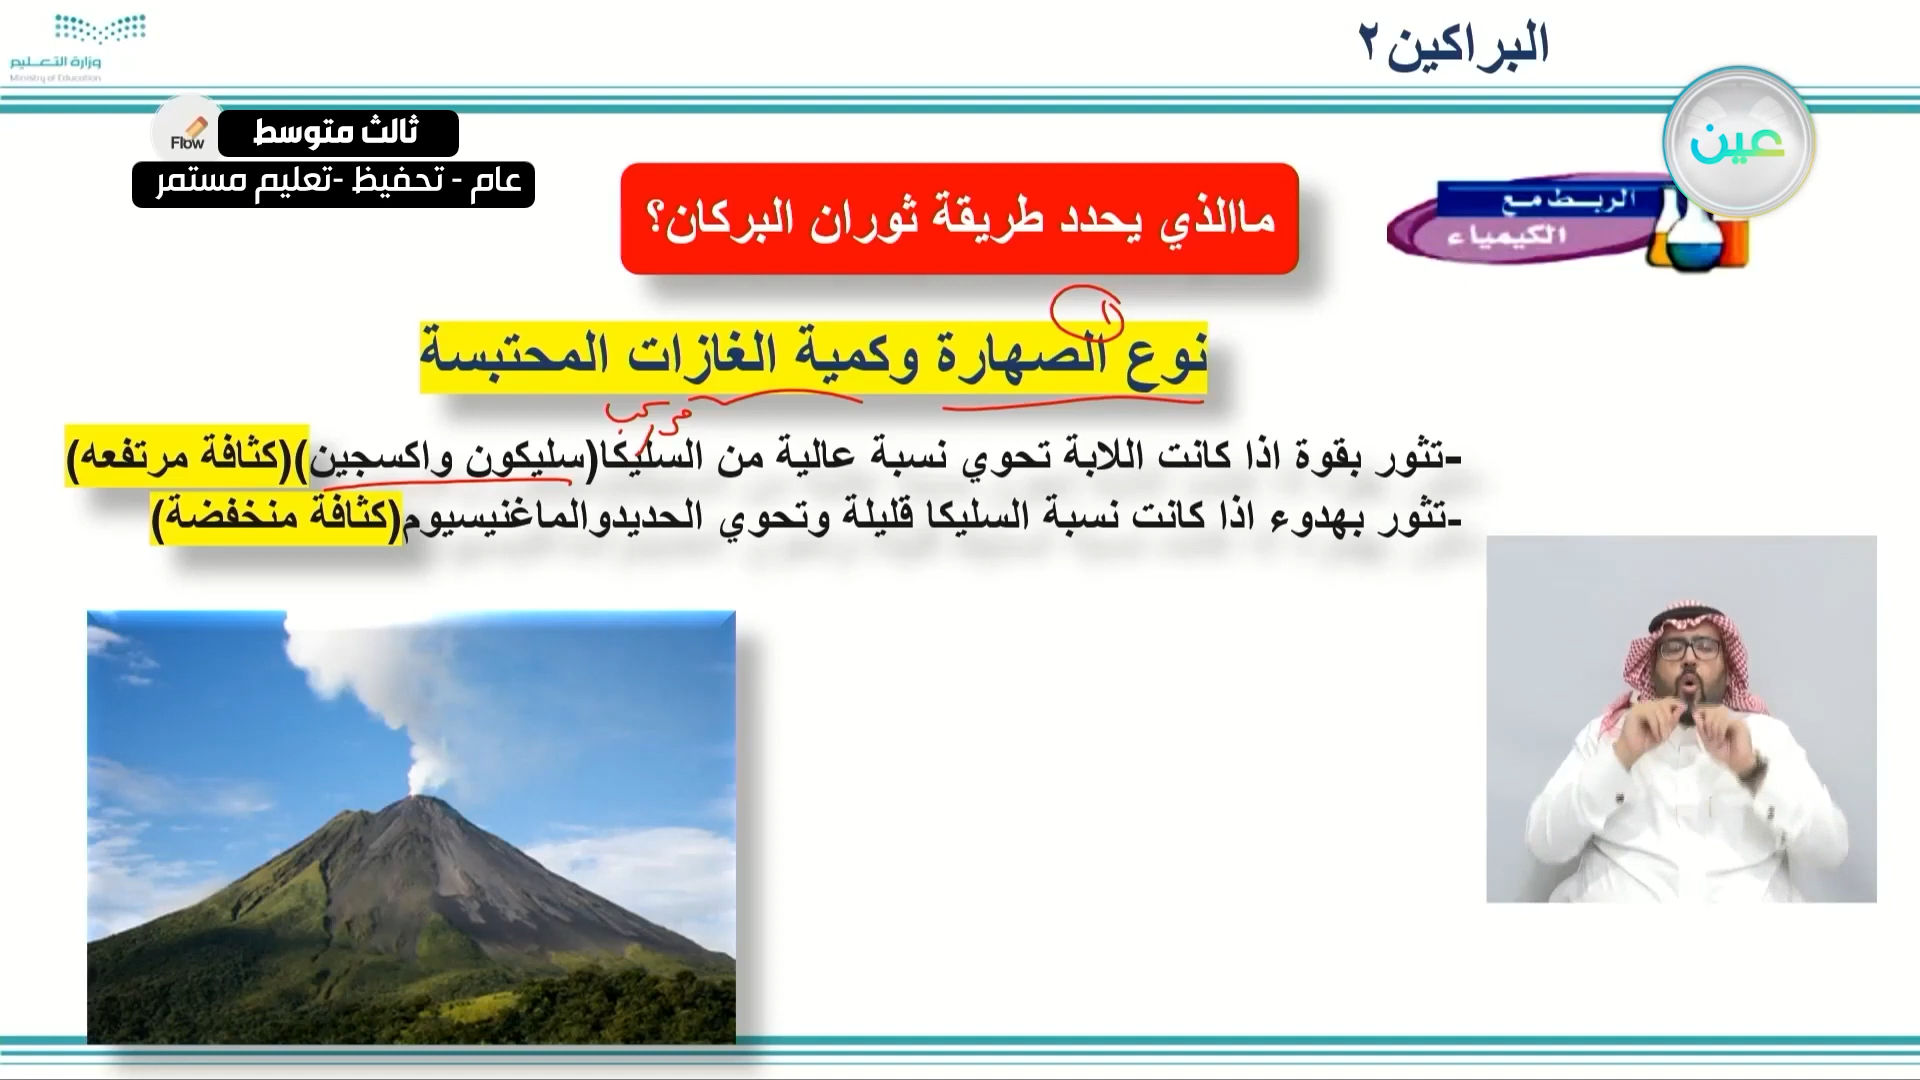 البراكين ٢
وزارة التعليم
Ministry of Education
عين
Flow
ثالث متوسط
عام - تحفيظ -تعليم مستمر
الربط مع
الكيمياء
ماالذي يحدد طريقة ثوران البركان؟
١
نوع الصهارة وكمية الغازات المحتبسة
مركب
-تثور بقوة اذا كانت اللابة تحوي نسبة عالية من السليكا(سليكون واكسجين)(كثافة مرتفعه)
-تثور بهدوء اذا كانت نسبة السليكا قليلة وتحوي الحديدوالماغنيسيوم(كثافة منخفضة)